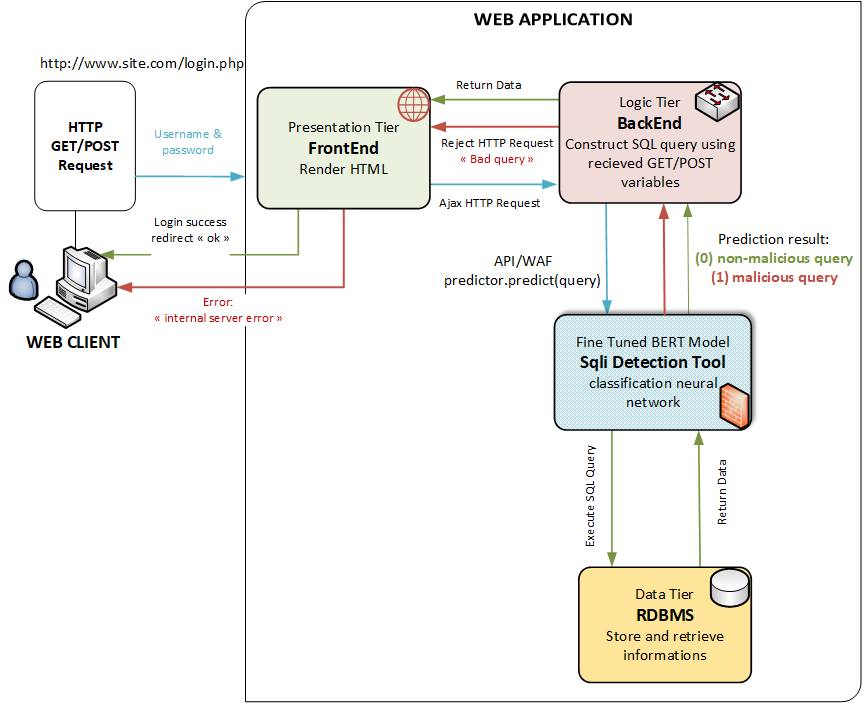 WEB APPLICATION
http://www.site.com/login.php
HTTP
GET/POST
Request
Username &
password
Presentation Tier
FrontEnd
Render HTML
Return Data
Reject HTTP Request
« Bad query »
Ajax HTTP Request
Logic Tier
BackEnd
Construct SQL query using
recieved GET/POST
variables
Login success
redirect « ok »
Error:
« internal server error »
WEB CLIENT
API/WAF
predictor.predict(query)
Prediction result:
(0) non-malicious query
(1) malicious query
Fine Tuned BERT Model
Sqli Detection Tool
classification neural
network
Execute SQL Query
Return Data
Data Tier
RDBMS
Store and retrieve
informations